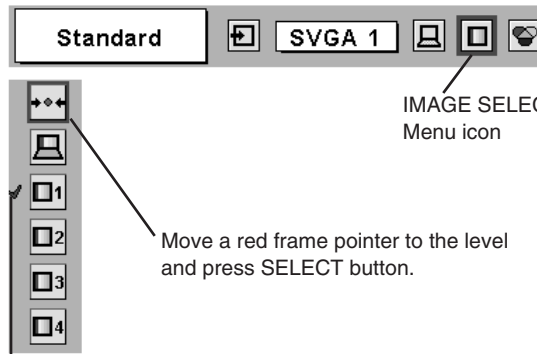 Standard
SVGA 1
IMAGE SELEC
Menu icon
1
Move a red frame pointer to the level
and press SELECT button.
2
3
4